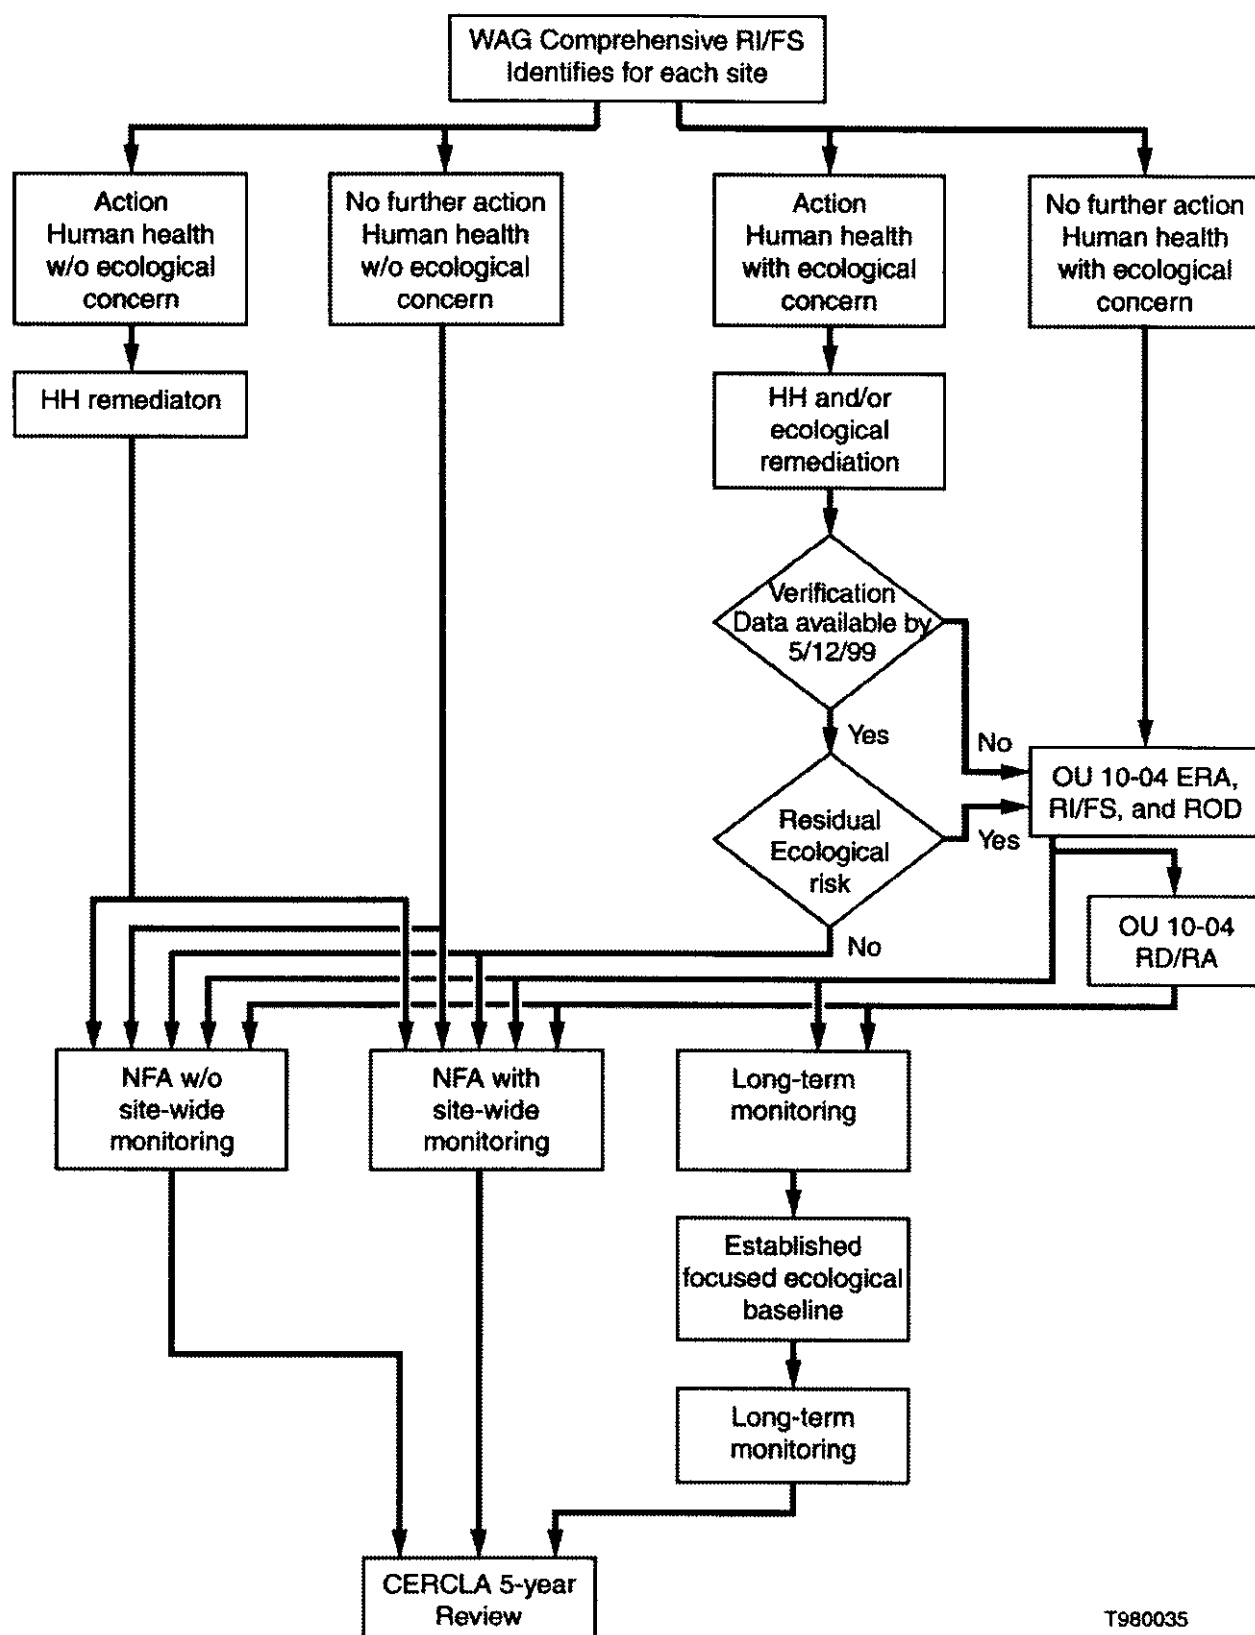 WAG Comprehensive RI/FS
Identifies for each site
Action
Human health
w/o ecological
concern
No further action
Human health
w/o ecological
concern
Action
Human health
with ecological
concern
No further action
Human health
with ecological
concern
HH remediaton
HH and/or
ecological
remediation
Verification
Data available by
5/12/99
Yes
No
OU 10-04 ERA,
RI/FS, and ROD
Residual
Ecological
risk
Yes
No
OU 10-04
RD/RA
NFA w/o
site-wide
monitoring
NFA with
site-wide
monitoring
Long-term
monitoring
Established
focused ecological
baseline
Long-term
monitoring
CERCLA 5-year
Review
T980035